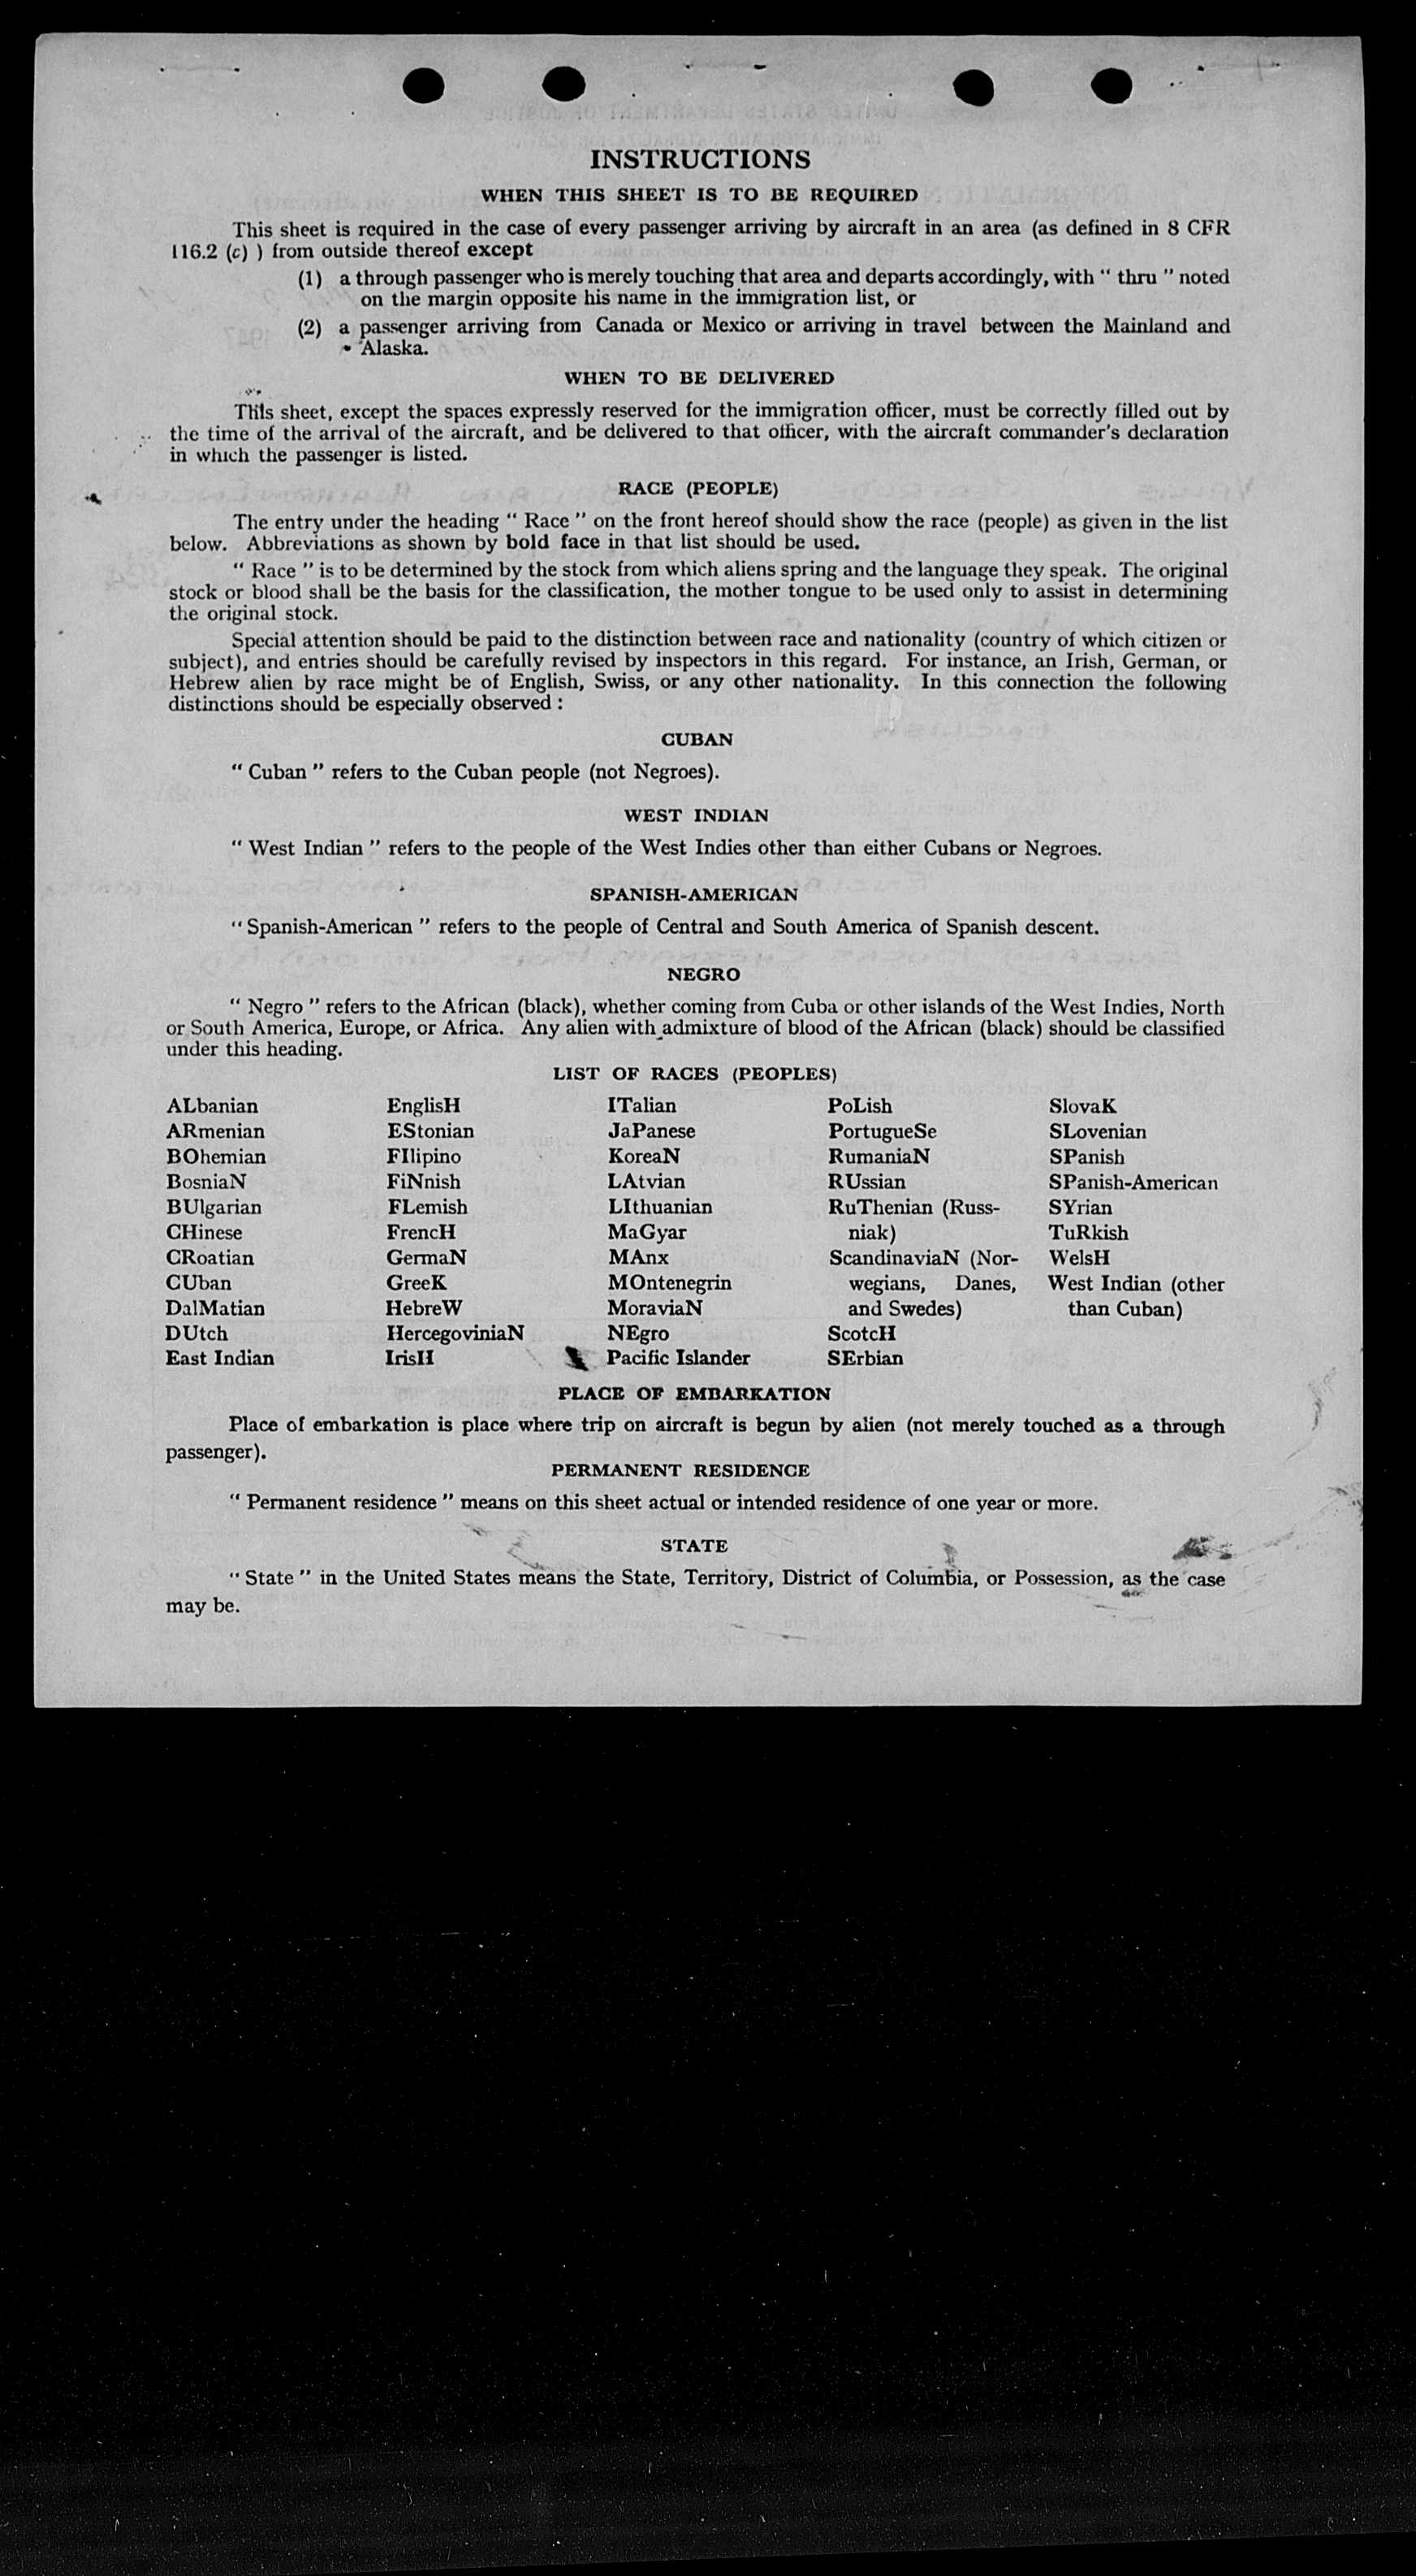 INSTRUCTIONS
WHEN THIS SHEET IS TO BE REQUIRED
This sheet is required in the case of every passenger arriving by aircraft in an area (as defined in 8 CFR
116.2 (c) ) from outside thereof except
(1) a through passenger who is merely touching that area and departs accordingly, with " thru " noted
on the margin opposite his name in the immigration list, or
(2) a passenger arriving from Canada or Mexico or arriving in travel between the Mainland and
Alaska.
WHEN TO BE DELIVERED
This sheet, except the spaces expressly reserved for the immigration officer, must be correctly filled out by
the time of the arrival of the aircraft, and be delivered to that officer, with the aircraft commander's declaration
in which the passenger is listed.
RACE (PEOPLE)
The entry under the heading " Race " on the front hereof should show the race (people) as given in the list
below. Abbreviations as shown by bold face in that list should be used.
" Race " is to be determined by the stock from which aliens spring and the language they speak. The original
stock or blood shall be the basis for the classification, the mother tongue to be used only to assist in determining
the original stock.
Special attention should be paid to the distinction between race and nationality (country of which citizen or
subject), and entries should be carefully revised by inspectors in this regard. For instance, an Irish, German, or
Hebrew alien by race might be of English, Swiss, or any other nationality. In this connection the following
distinctions should be especially observed :
CUBAN
" Cuban " refers to the Cuban people (not Negroes).
WEST INDIAN
" West Indian " refers to the people of the West Indies other than either Cubans or Negroes.
SPANISH-AMERICAN
" Spanish-American " refers to the people of Central and South America of Spanish descent.
NEGRO
" Negro " refers to the African (black), whether coming from Cuba or other islands of the West Indies, North
or South America, Europe, or Africa. Any alien with admixture of blood of the African (black) should be classified
under this heading.
LIST OF RACES (PEOPLES)
ALbanian
ARmenian
BOhemian
BosniaN
BUlgarian
CHinese
CRoatian
CUban
DalMatian
DUtch
East Indian
EnglisH
EStonian
FIlipino
FiNnish
FLemish
FrencH
GermaN
GreeK
HebreW
HercegoviniaN
IrisH
ITalian
JaPanese
KoreaN
LAtvian
LIthuanian
MaGyar
MAnx
MOntenegrin
MoraviaN
NEgro
Pacific Islander
PoLish
PortugueSe
RumaniaN
RUssian
RuThenian (Russ-
niak)
ScandinaviaN (Nor-
wegians, Danes,
and Swedes)
ScotcH
SErbian
SlovaK
SLovenian
SPanish
SPanish-American
SYrian
TuRkish
WelsH
West Indian (other
than Cuban)
PLACE OF EMBARKATION
Place of embarkation is place where trip on aircraft is begun by alien (not merely touched as a through
passenger).
PERMANENT RESIDENCE
" Permanent residence " means on this sheet actual or intended residence of one year or more.
STATE
" State " in the United States means the State, Territory, District of Columbia, or Possession, as the case
may be.